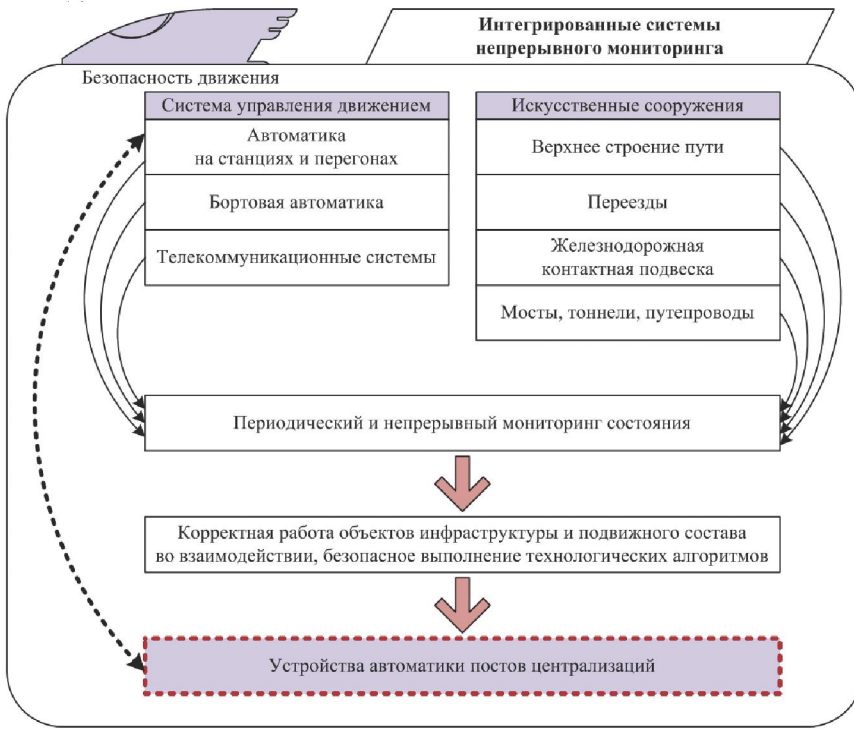 Интегрированные системы
непрерывного мониторинга
Безопасность движения
Система управления движением
Автоматика
на станциях и перегонах
Бортовая автоматика
Телекоммуникационные системы
Искусственные сооружения
Верхнее строение пути
Переезды
Железнодорожная
контактная подвеска
Мосты, тоннели, путепроводы
Периодический и непрерывный мониторинг состояния
Корректная работа объектов инфраструктуры и подвижного состава
во взаимодействии, безопасное выполнение технологических алгоритмов
Устройства автоматики постов централизаций